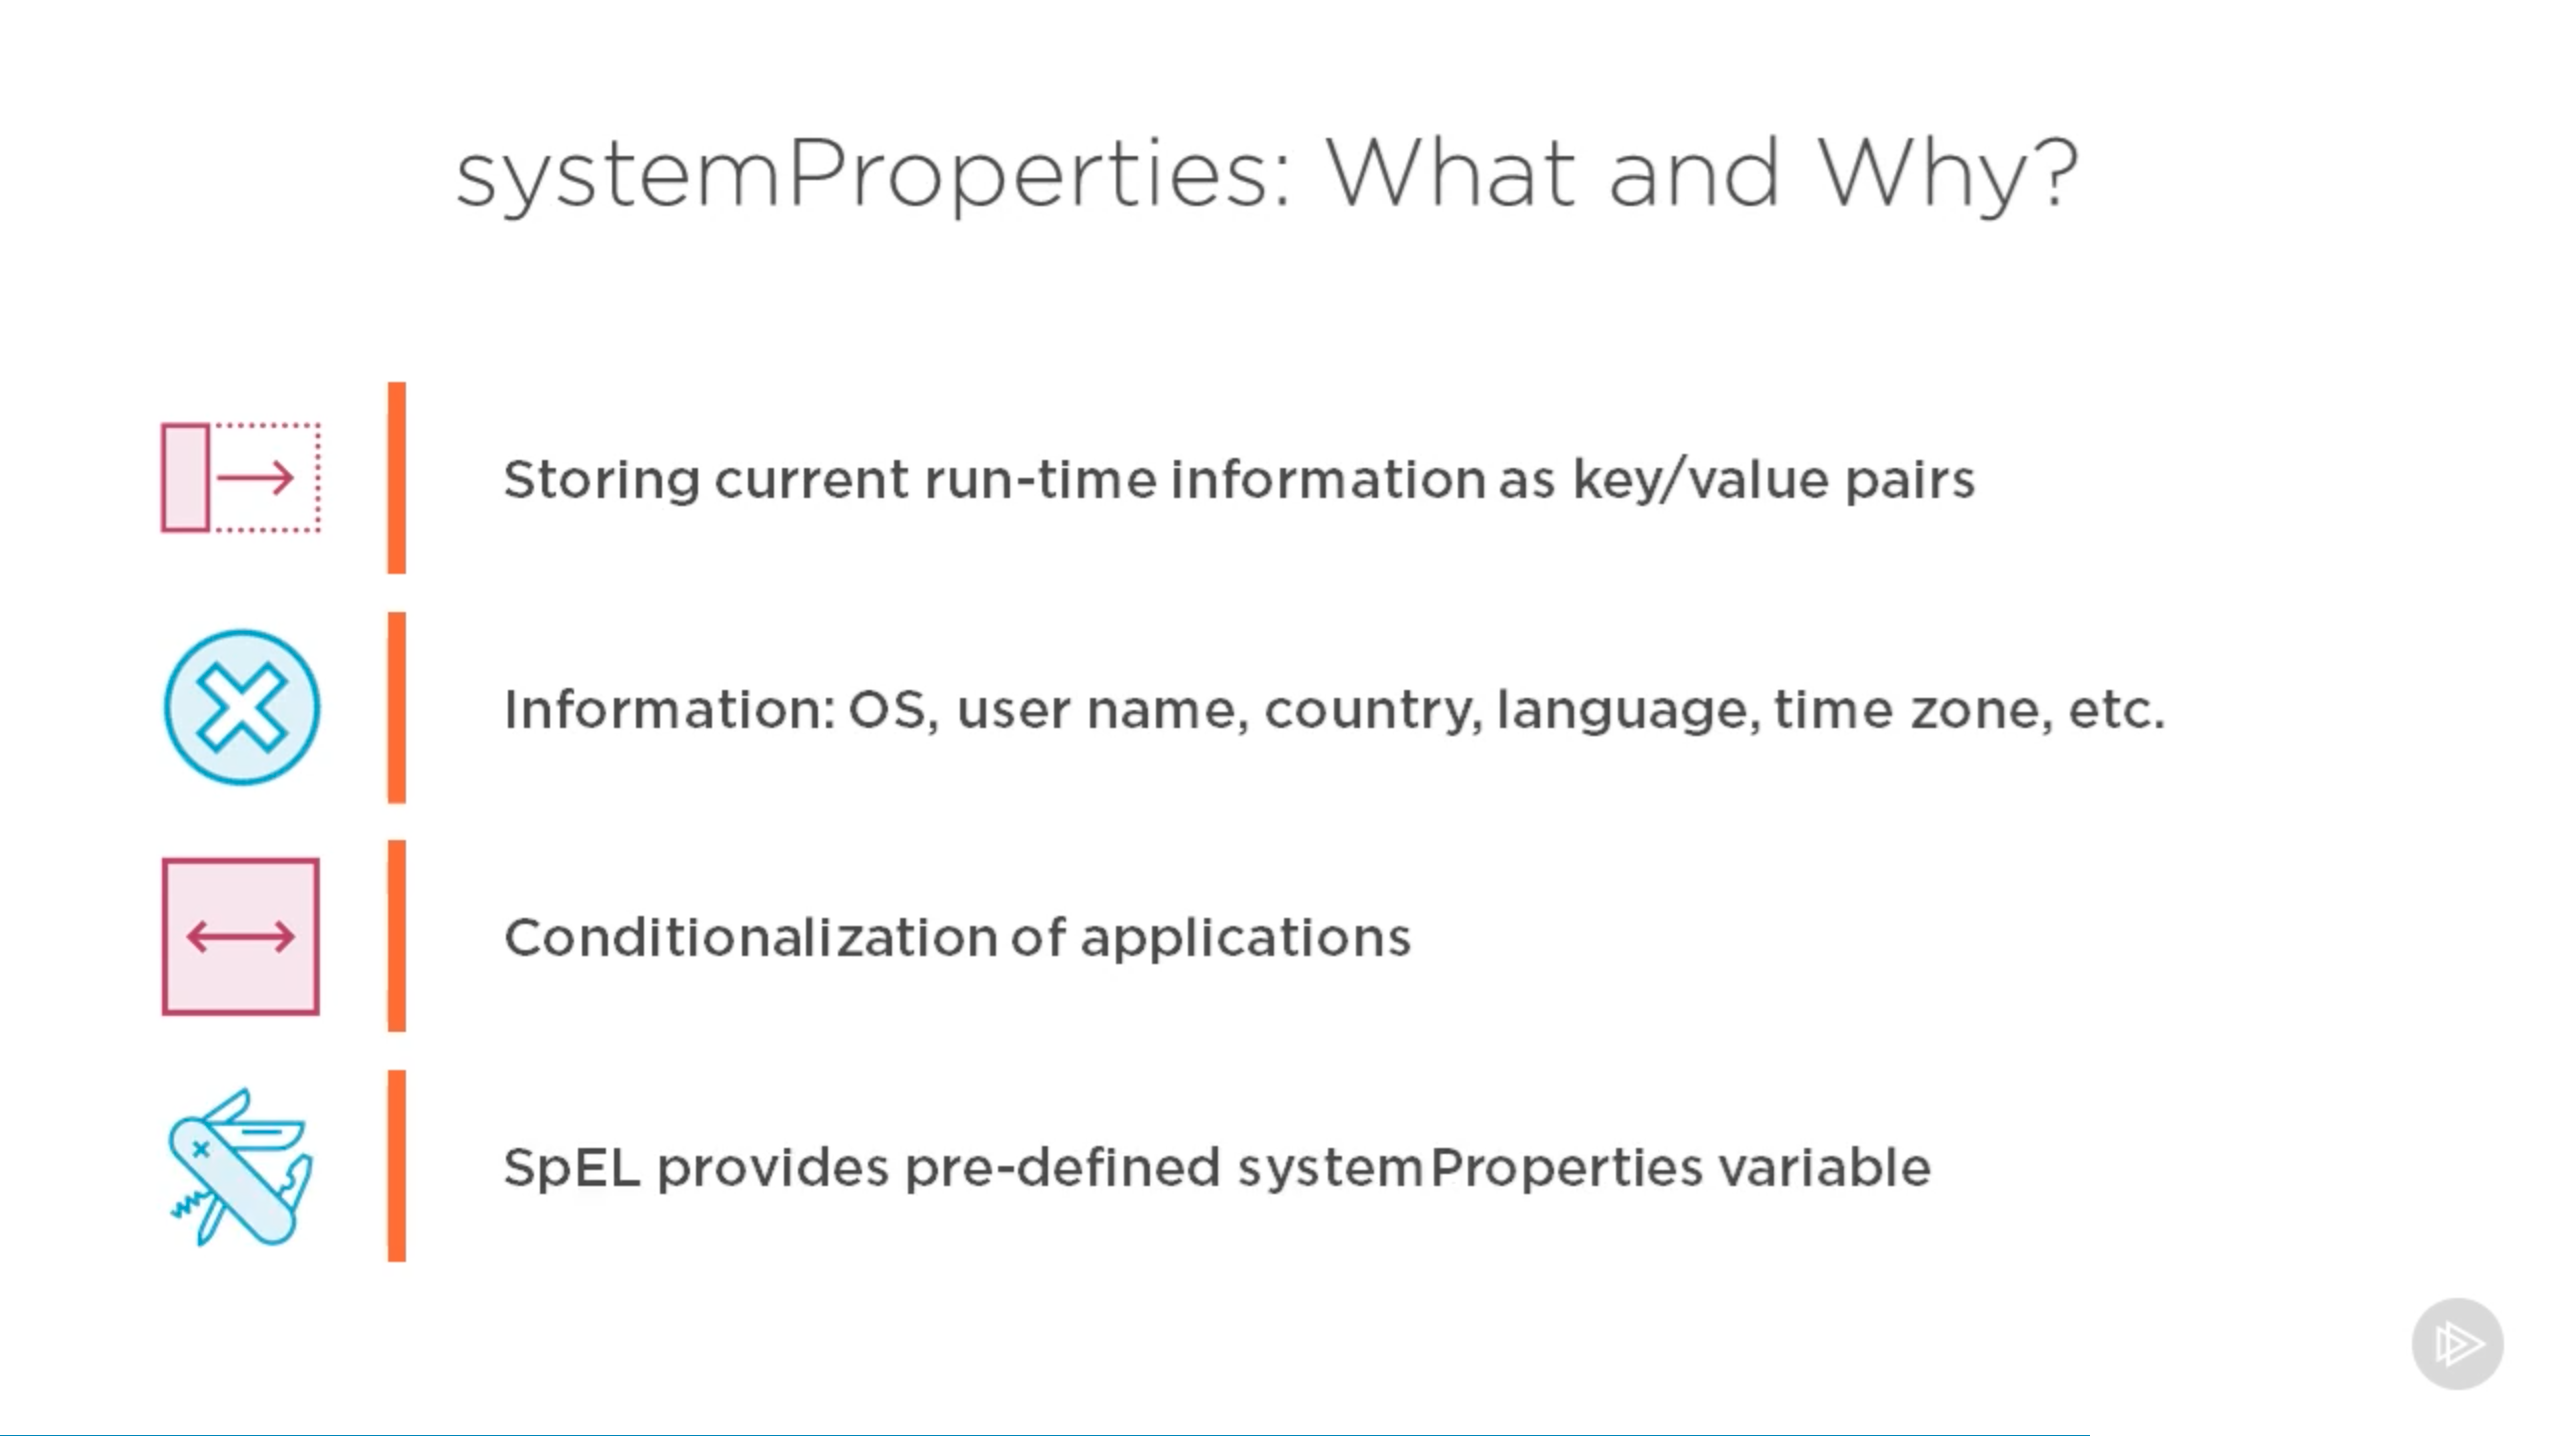 systemProperties: What and Why?
Storing current run-time information as key/value pairs
Information: OS, user name, country, language, time zone, etc.
Conditionalization of applications
SpEL provides pre-defined systemProperties variable